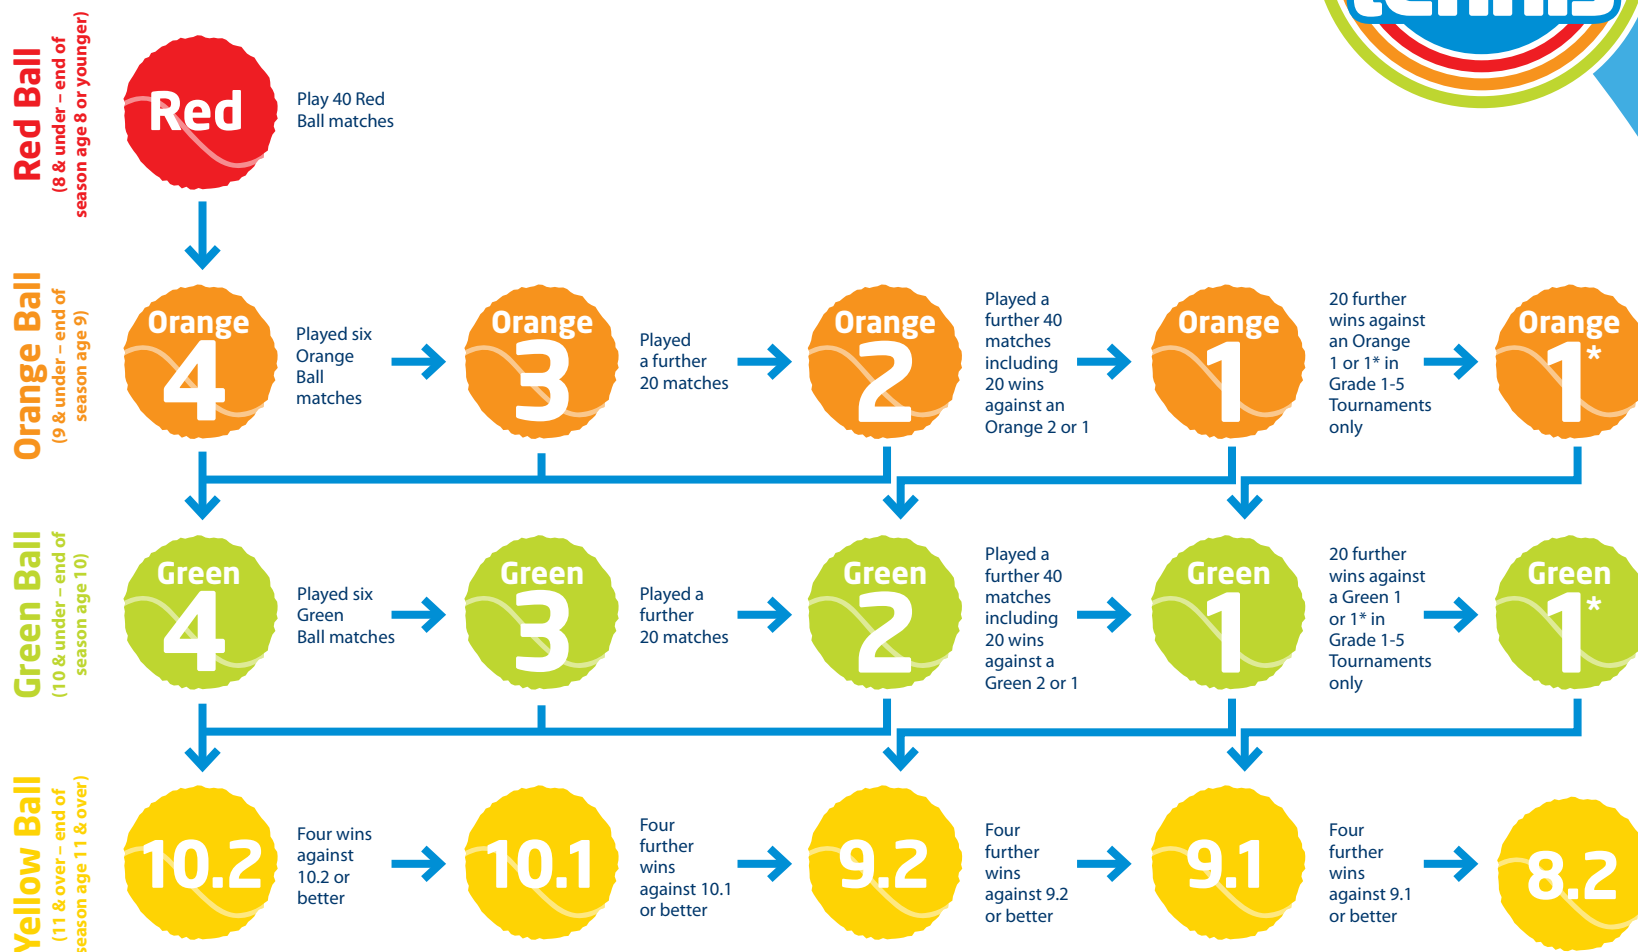 tennis
Red Ball
(8 & under – end of
season age 8 or younger)
Red
Play 40 Red
Ball matches
Orange Ball
(9 & under – end of
season age 9)
Orange
4
Played six
Orange
Ball
matches
Orange
3
Played
a further
20 matches
Orange
2
Played a
further 40
matches
including
20 wins
against an
Orange 2 or 1
Orange
1
20 further
wins against
an Orange
1 or 1* in
Grade 1-5
Tournaments
only
Orange
1*
Green Ball
(10 & under – end of
season age 10)
Green
4
Played six
Green
Ball matches
Green
3
Played a
further
20 matches
Green
2
Played a
further 40
matches
including
20 wins
against a
Green 2 or 1
Green
1
20 further
wins against
a Green 1
or 1* in
Grade 1-5
Tournaments
only
Green
1*
Yellow Ball
(11 & over – end of
season age 11 & over)
10.2
Four wins
against
10.2 or
better
10.1
Four
further
wins
against 10.1
or better
9.2
Four
further
wins
against 9.2
or better
9.1
Four
further
wins
against 9.1
or better
8.2